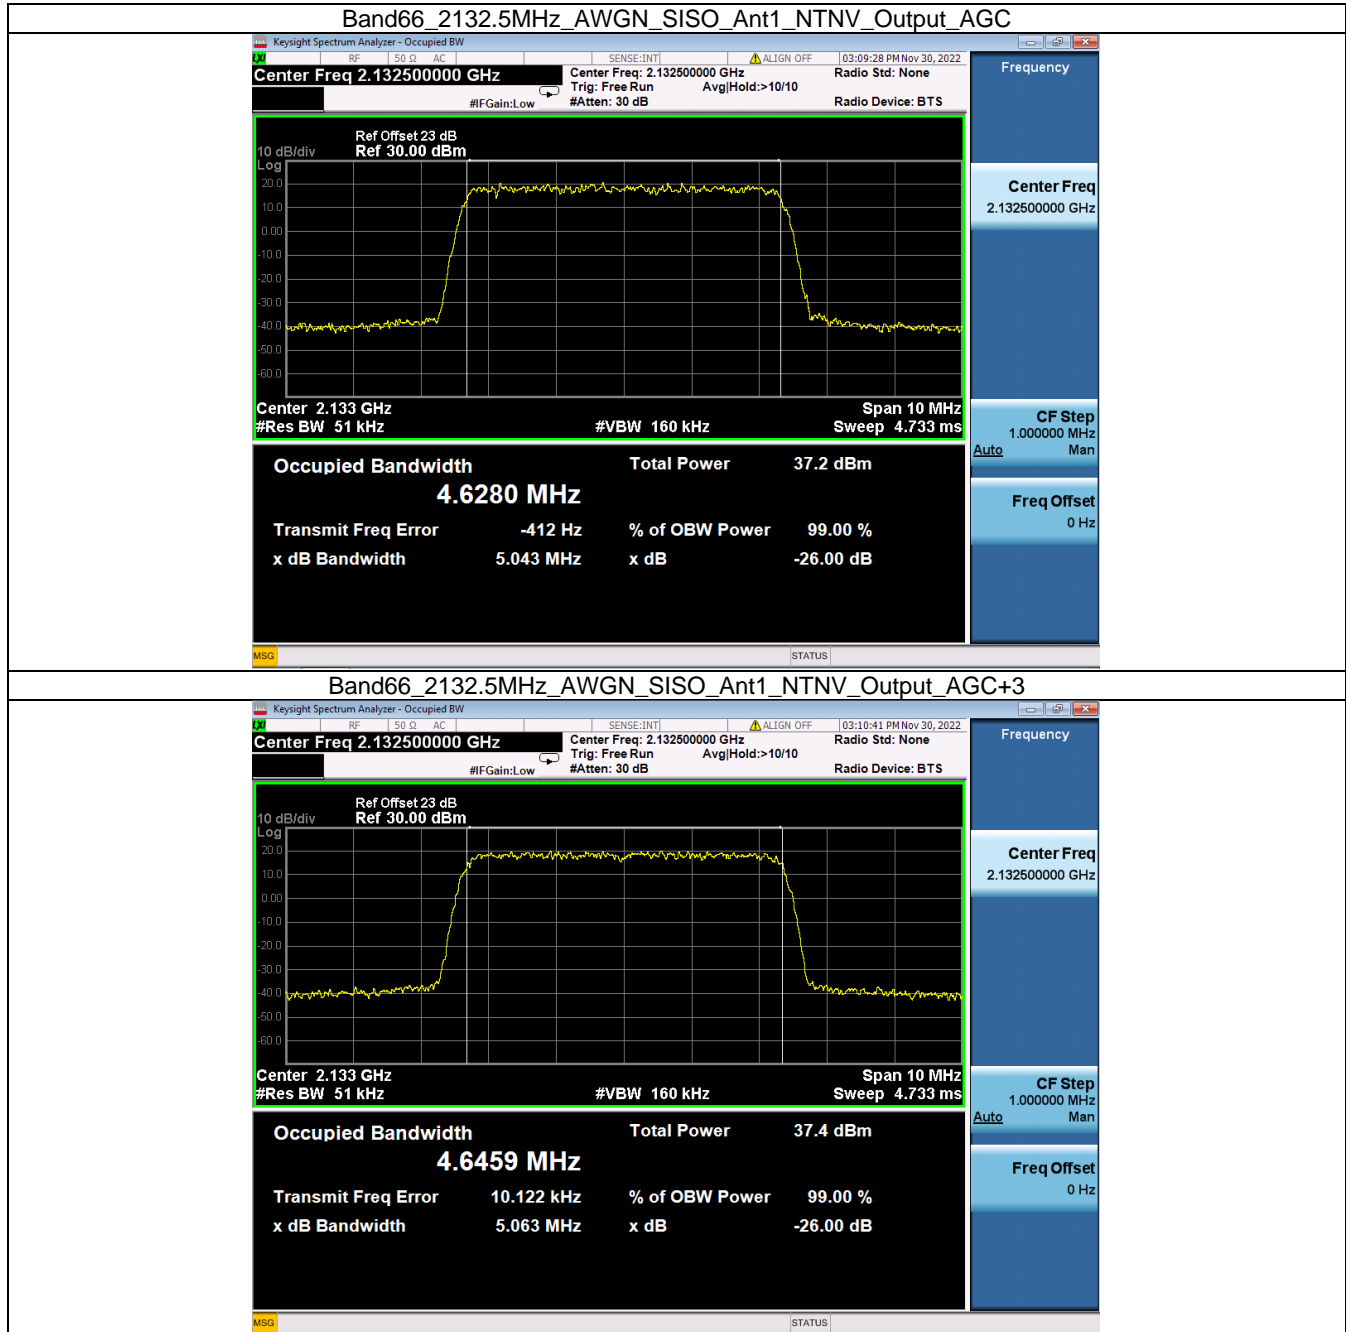 Band66_2132.5MHz_AWGN_SISO_Ant1_NTNV_Output_AGC
Keysight Spectrum Analyzer - Occupied BW
LXI RF 50 Ω AC SENSE:INT ALIGN OFF 03:09:28 PM Nov 30, 2022
Center Freq 2.132500000 GHz
Center Freq: 2.132500000 GHz
Radio Std: None
Trig: Free Run Avg|Hold:>10/10
#IFGain:Low
#Atten: 30 dB
Radio Device: BTS
Frequency
Ref Offset 23 dB
10 dB/div Ref 30.00 dBm
Log
20.0
10.0
0.00
-10.0
-20.0
-30.0
-40.0
-50.0
-60.0
Center 2.133 GHz Span 10 MHz
#Res BW 51 kHz #VBW 160 kHz Sweep 4.733 ms
Center Freq
2.132500000 GHz
CF Step
1.000000 MHz
Auto Man
Freq Offset
0 Hz
Occupied Bandwidth Total Power 37.2 dBm
4.6280 MHz
Transmit Freq Error -412 Hz % of OBW Power 99.00 %
x dB Bandwidth 5.043 MHz x dB -26.00 dB
MSG STATUS
Band66_2132.5MHz_AWGN_SISO_Ant1_NTNV_Output_AGC+3
Keysight Spectrum Analyzer - Occupied BW
LXI RF 50 Ω AC SENSE:INT ALIGN OFF 03:10:41 PM Nov 30, 2022
Center Freq 2.132500000 GHz
Center Freq: 2.132500000 GHz
Radio Std: None
Trig: Free Run Avg|Hold:>10/10
#IFGain:Low
#Atten: 30 dB
Radio Device: BTS
Frequency
Ref Offset 23 dB
10 dB/div Ref 30.00 dBm
Log
20.0
10.0
0.00
-10.0
-20.0
-30.0
-40.0
-50.0
-60.0
Center 2.133 GHz Span 10 MHz
#Res BW 51 kHz #VBW 160 kHz Sweep 4.733 ms
Center Freq
2.132500000 GHz
CF Step
1.000000 MHz
Auto Man
Freq Offset
0 Hz
Occupied Bandwidth Total Power 37.4 dBm
4.6459 MHz
Transmit Freq Error 10.122 kHz % of OBW Power 99.00 %
x dB Bandwidth 5.063 MHz x dB -26.00 dB
MSG STATUS